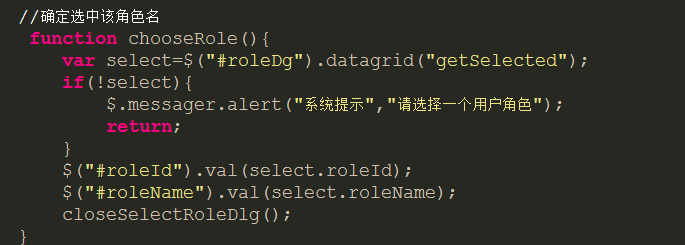 //确定选中该角色名
function chooseRole(){
var select=$("#roleDg").datagrid("getSelected");
if(!select){
$.messager.alert("系统提示","请选择一个用户角色");
return;
}
$("#roleId").val(select.roleId);
$("#roleName").val(select.roleName);
closeSelectRoleDlg();
}